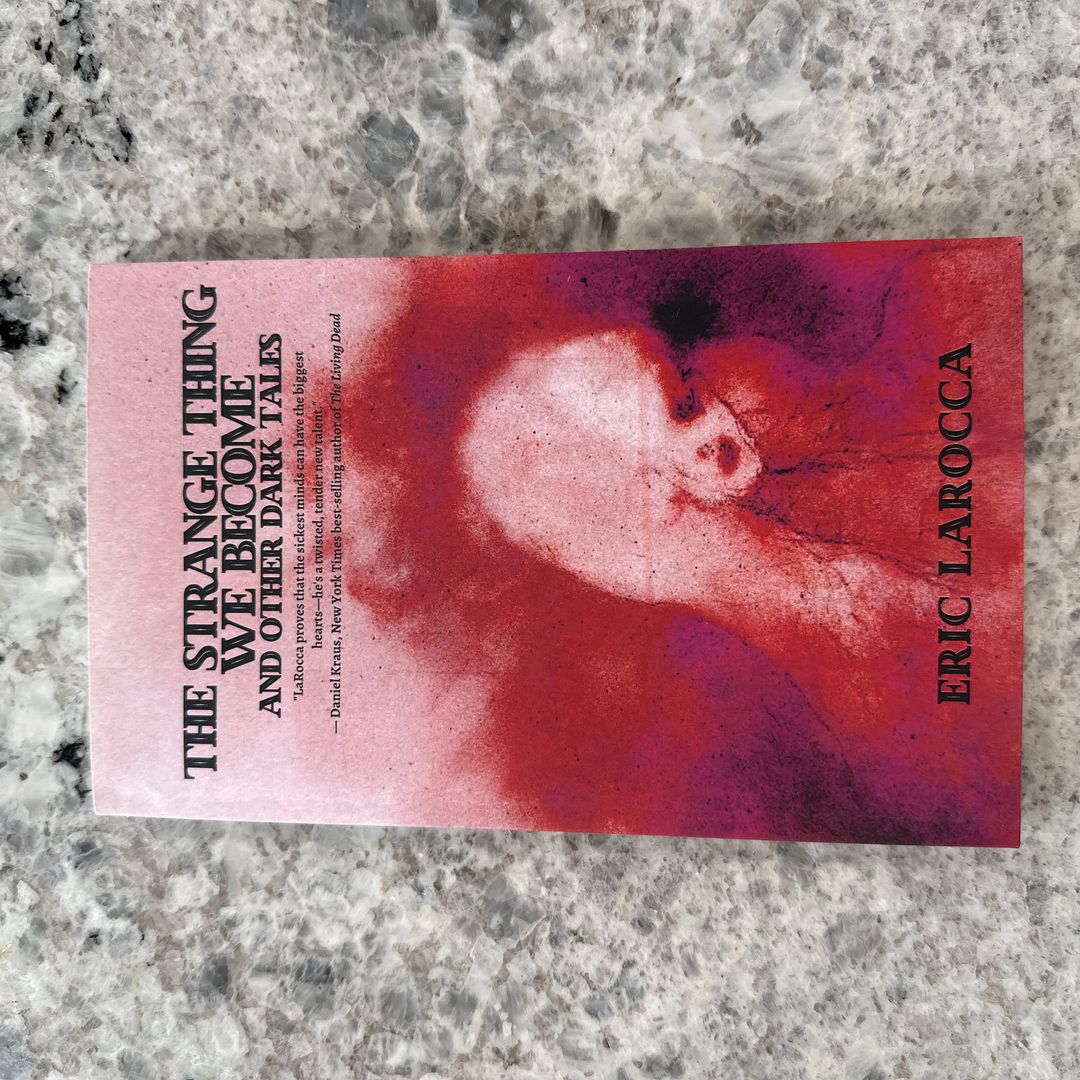 THE STRANGE THING
WE BECOME
AND OTHER DARK TALES
"LaRocca proves that the sickest minds can have the biggest
hearts—he's a twisted, tender new talent."
— Daniel Kraus, New York Times best-selling author of The Living Dead
ERIC LAROCCA